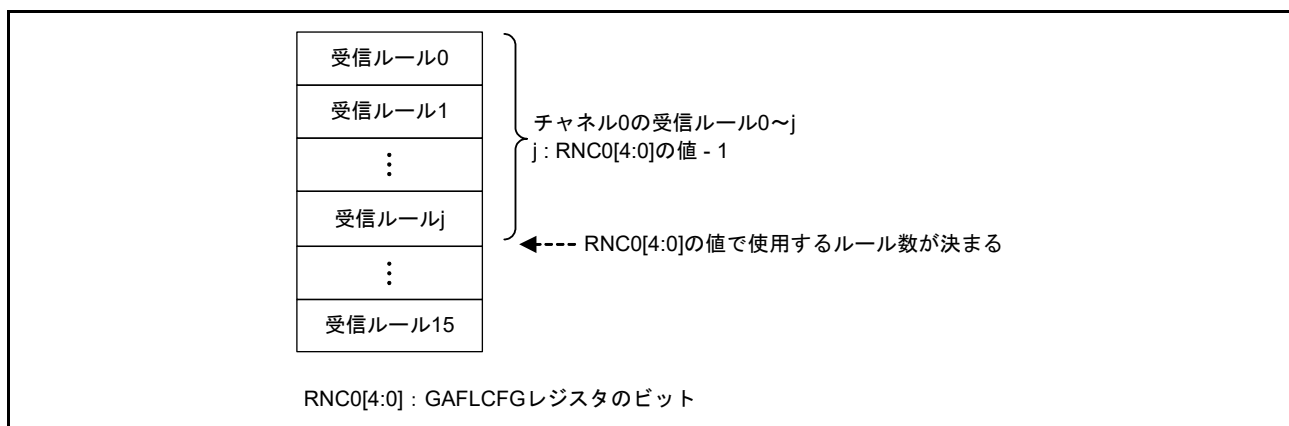 受信ルール0
受信ルール1
⋮
受信ルールj
⋮
受信ルール15
チャネル0の受信ルール0～j
j : RNC0[4:0]の値 - 1
RNC0[4:0]の値で使用するルール数が決まる
RNC0[4:0]：GAFLCFGレジスタのビット